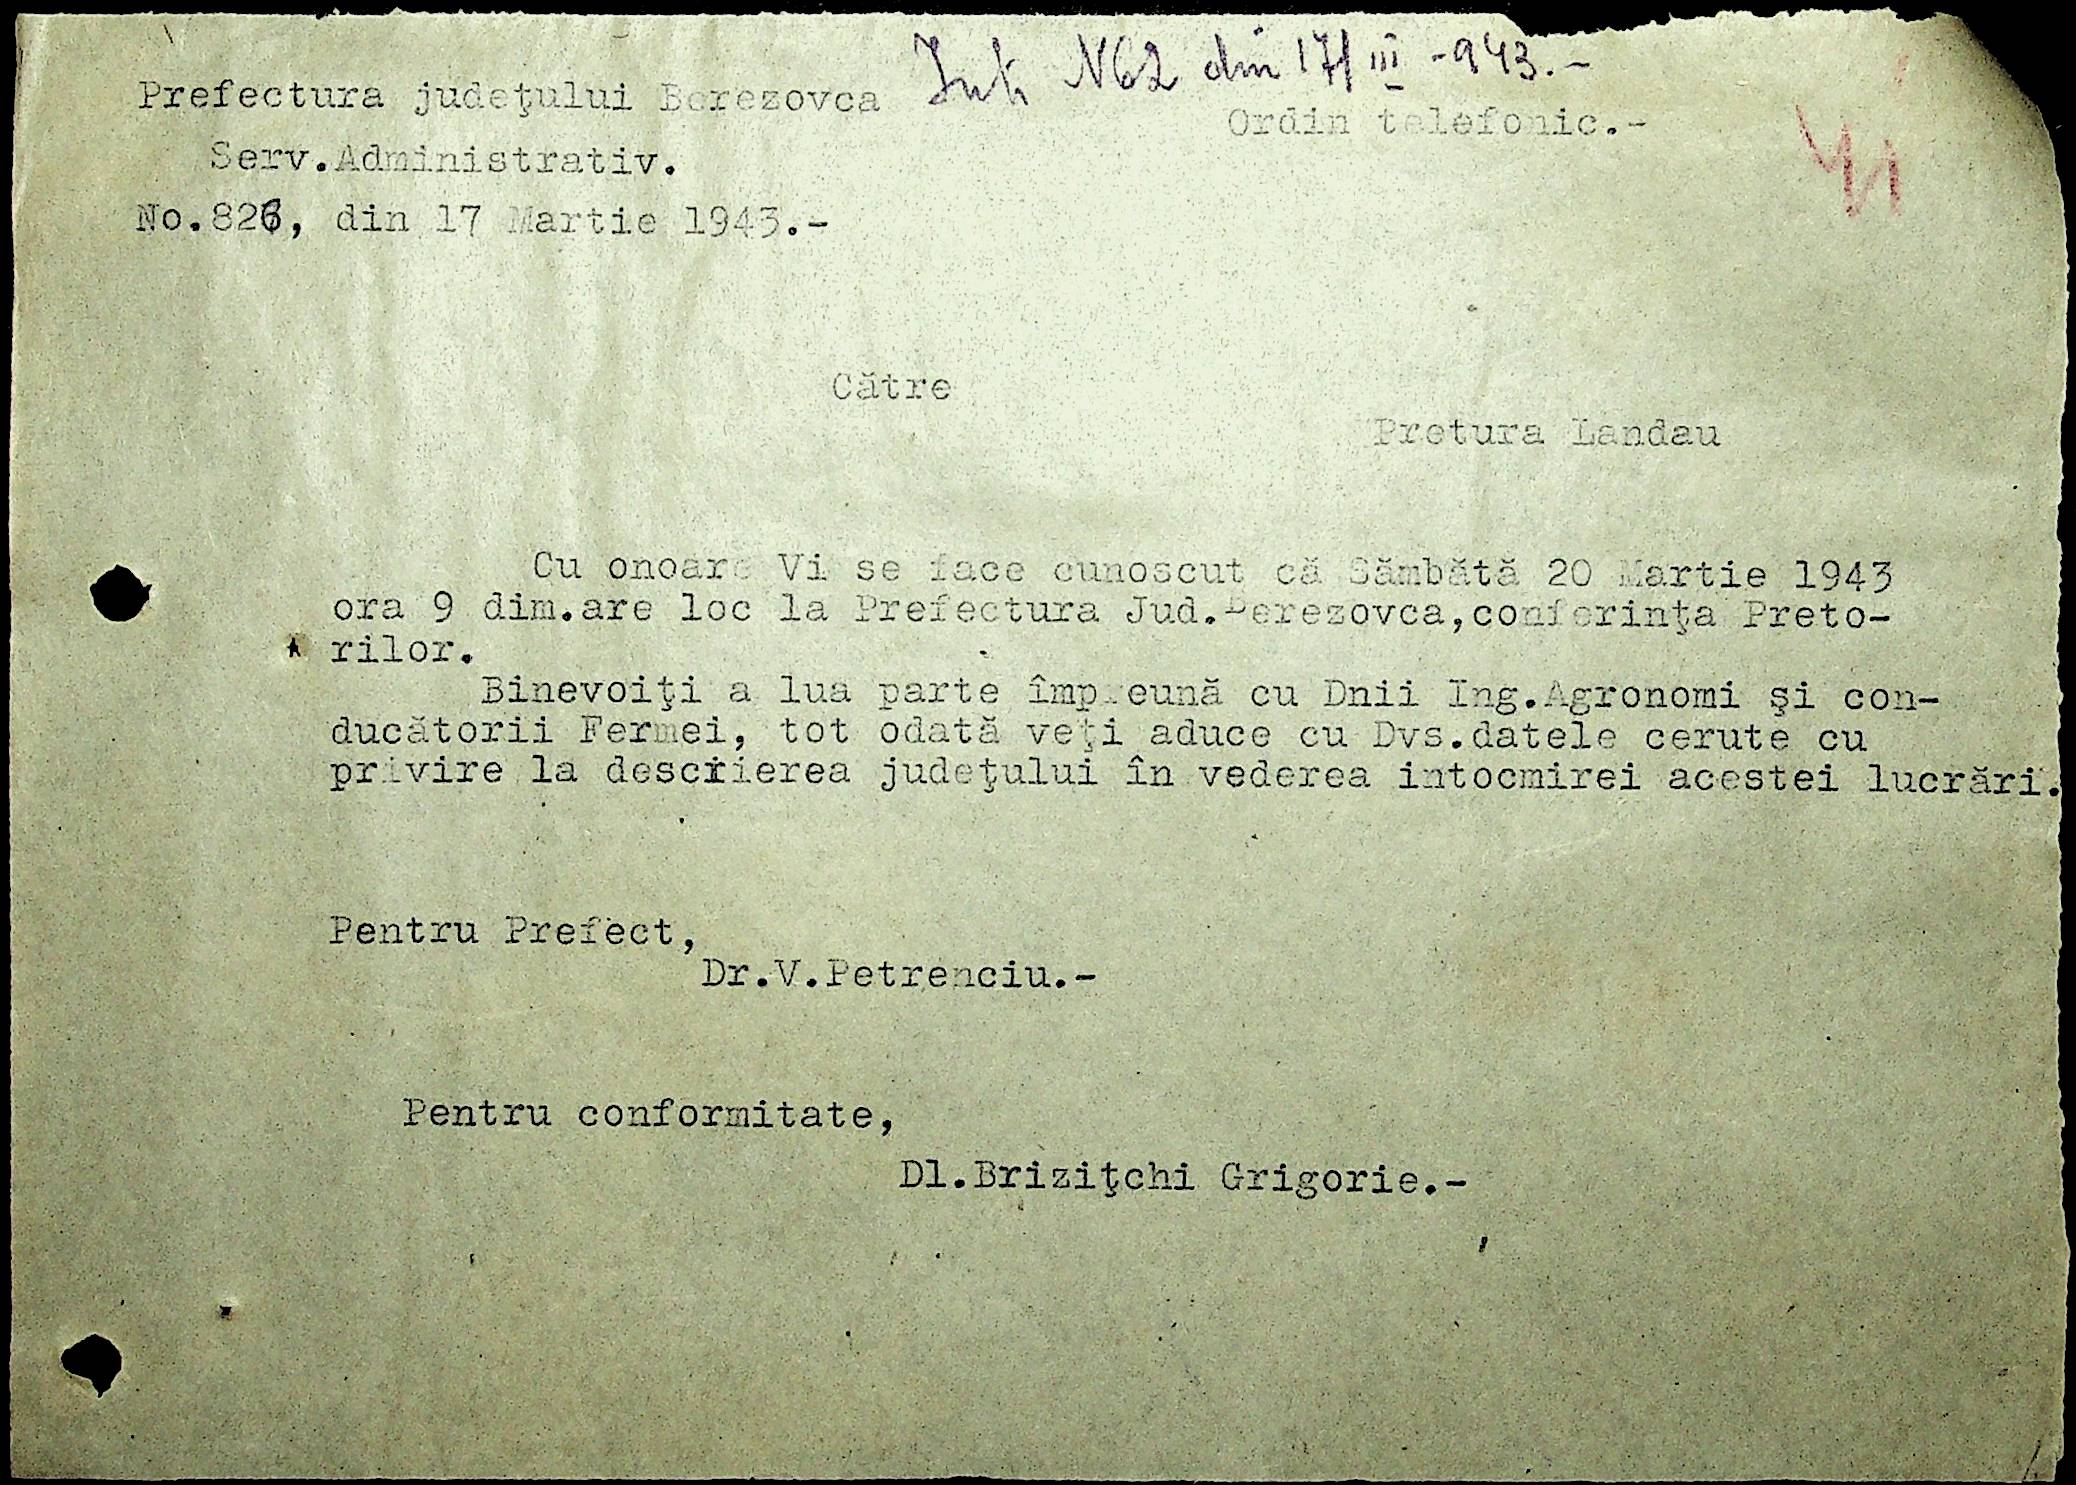 N62 din 17/III -943.-
Prefectura judeţului Berezovca
Ordin telefonic.-
Serv.Administrativ.
No.826, din 17 Martie 1943.-
41
Către
Pretura Landau
Cu onoare Vi se face cunoscut că Sâmbătă 20 Martie 1943
ora 9 dim.are loc la Prefectura Jud.Berezovca,conferinţa Preto-
rilor.
Binevoiţi a lua parte împreună cu Dnii Ing.Agronomi şi con-
ducătorii Fermei, tot odată veţi aduce cu Dvs.datele cerute cu
privire la descrierea judeţului în vederea intocmirei acestei lucrări.
Pentru Prefect,
Dr.V.Petrenciu.-
Pentru conformitate,
Dl.Briziţchi Grigorie.-